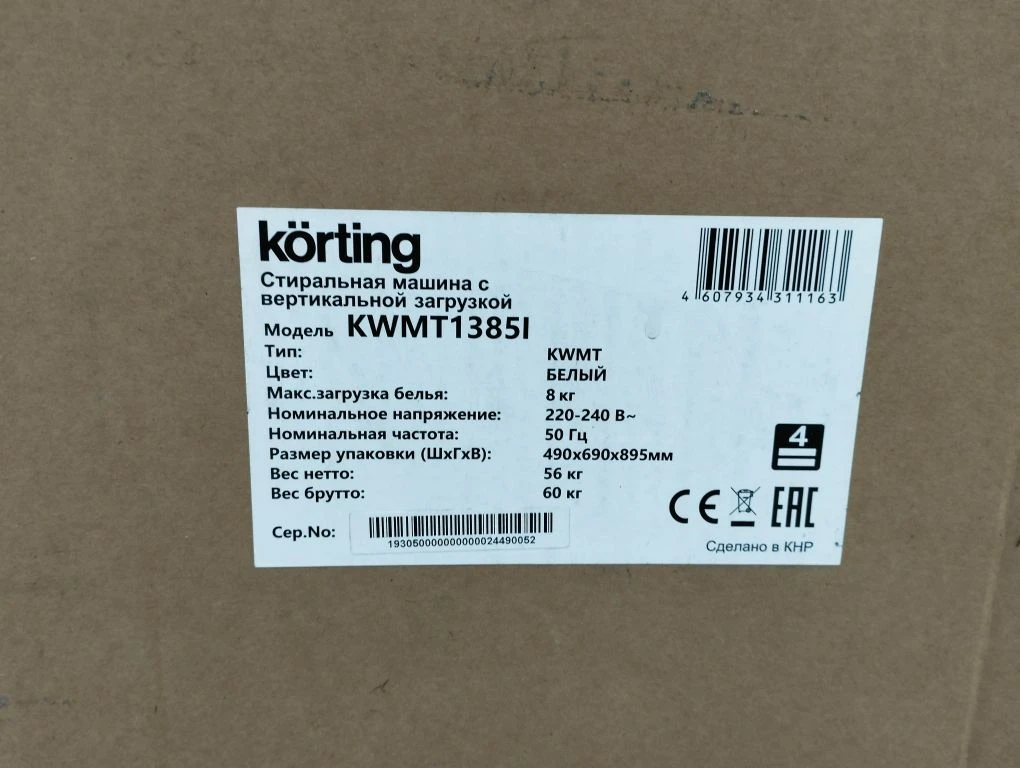 körting
4 607934 311163
Стиральная машина с
вертикальной загрузкой
Модель KWMT1385I
Тип: KWMT
Цвет: БЕЛЫЙ
Макс.загрузка белья: 8 кг
Номинальное напряжение: 220-240 В~
Номинальная частота: 50 Гц
Размер упаковки (ШхГхВ): 490х690х895мм
Вес нетто: 56 кг
Вес брутто: 60 кг
4
CE EAC
Сер.No: 19305000000000024490052
Сделано в КНР